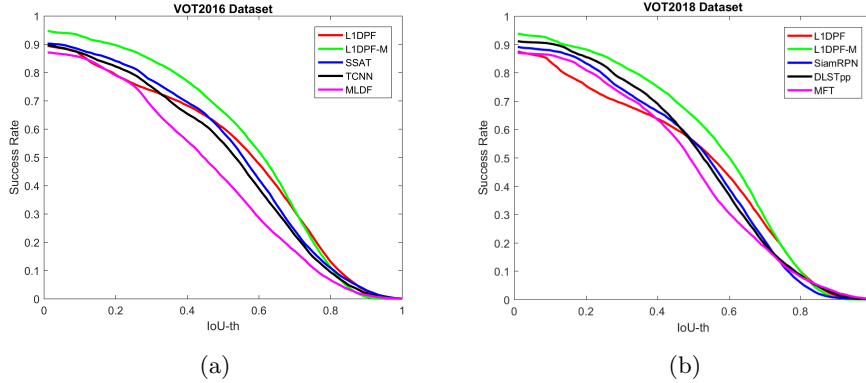 VOT2016 Dataset
1
0.9
0.8
0.7
0.6
0.5
0.4
0.3
0.2
0.1
0
Success Rate
L1DPF
L1DPF-M
SSAT
TCNN
MLDF
0 0.2 0.4 0.6 0.8 1
IoU-th
(a)
VOT2018 Dataset
1
0.9
0.8
0.7
0.6
0.5
0.4
0.3
0.2
0.1
0
Success Rate
L1DPF
L1DPF-M
SiamRPN
DLSTpp
MFT
0 0.2 0.4 0.6 0.8
IoU-th
(b)